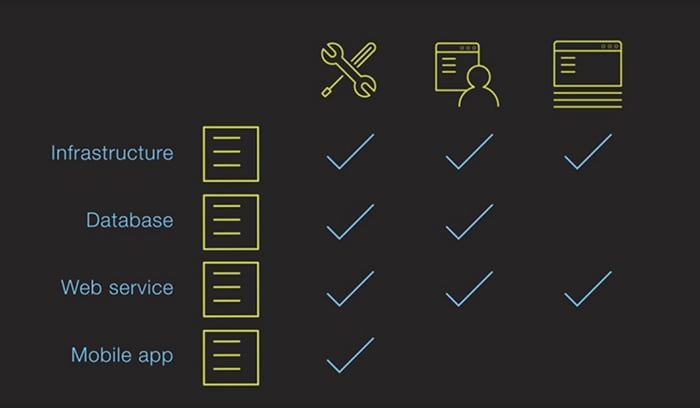 Infrastructure
Database
Web service
Mobile app